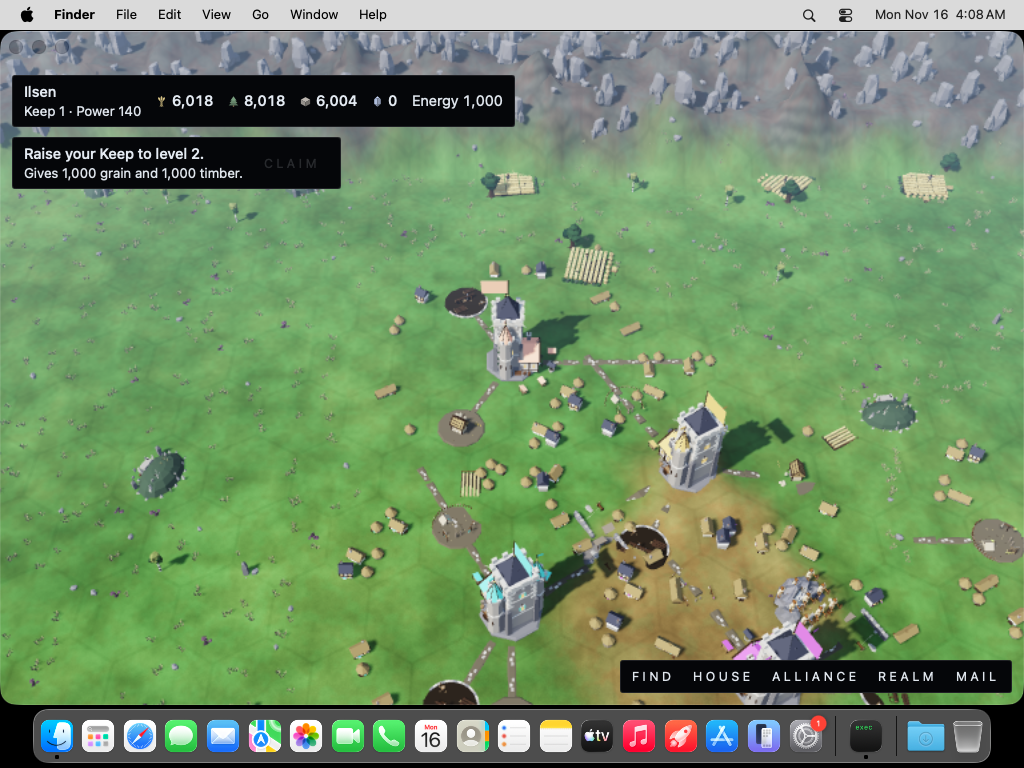 Finder File Edit View Go Window Help Mon Nov 16 4:08 AM
Ilsen
Keep 1 · Power 140
6,018 8,018 6,004 0 Energy 1,000
Raise your Keep to level 2.
Gives 1,000 grain and 1,000 timber.
CLAIM
FIND HOUSE ALLIANCE REALM MAIL
Mon
16
tv
1
exec